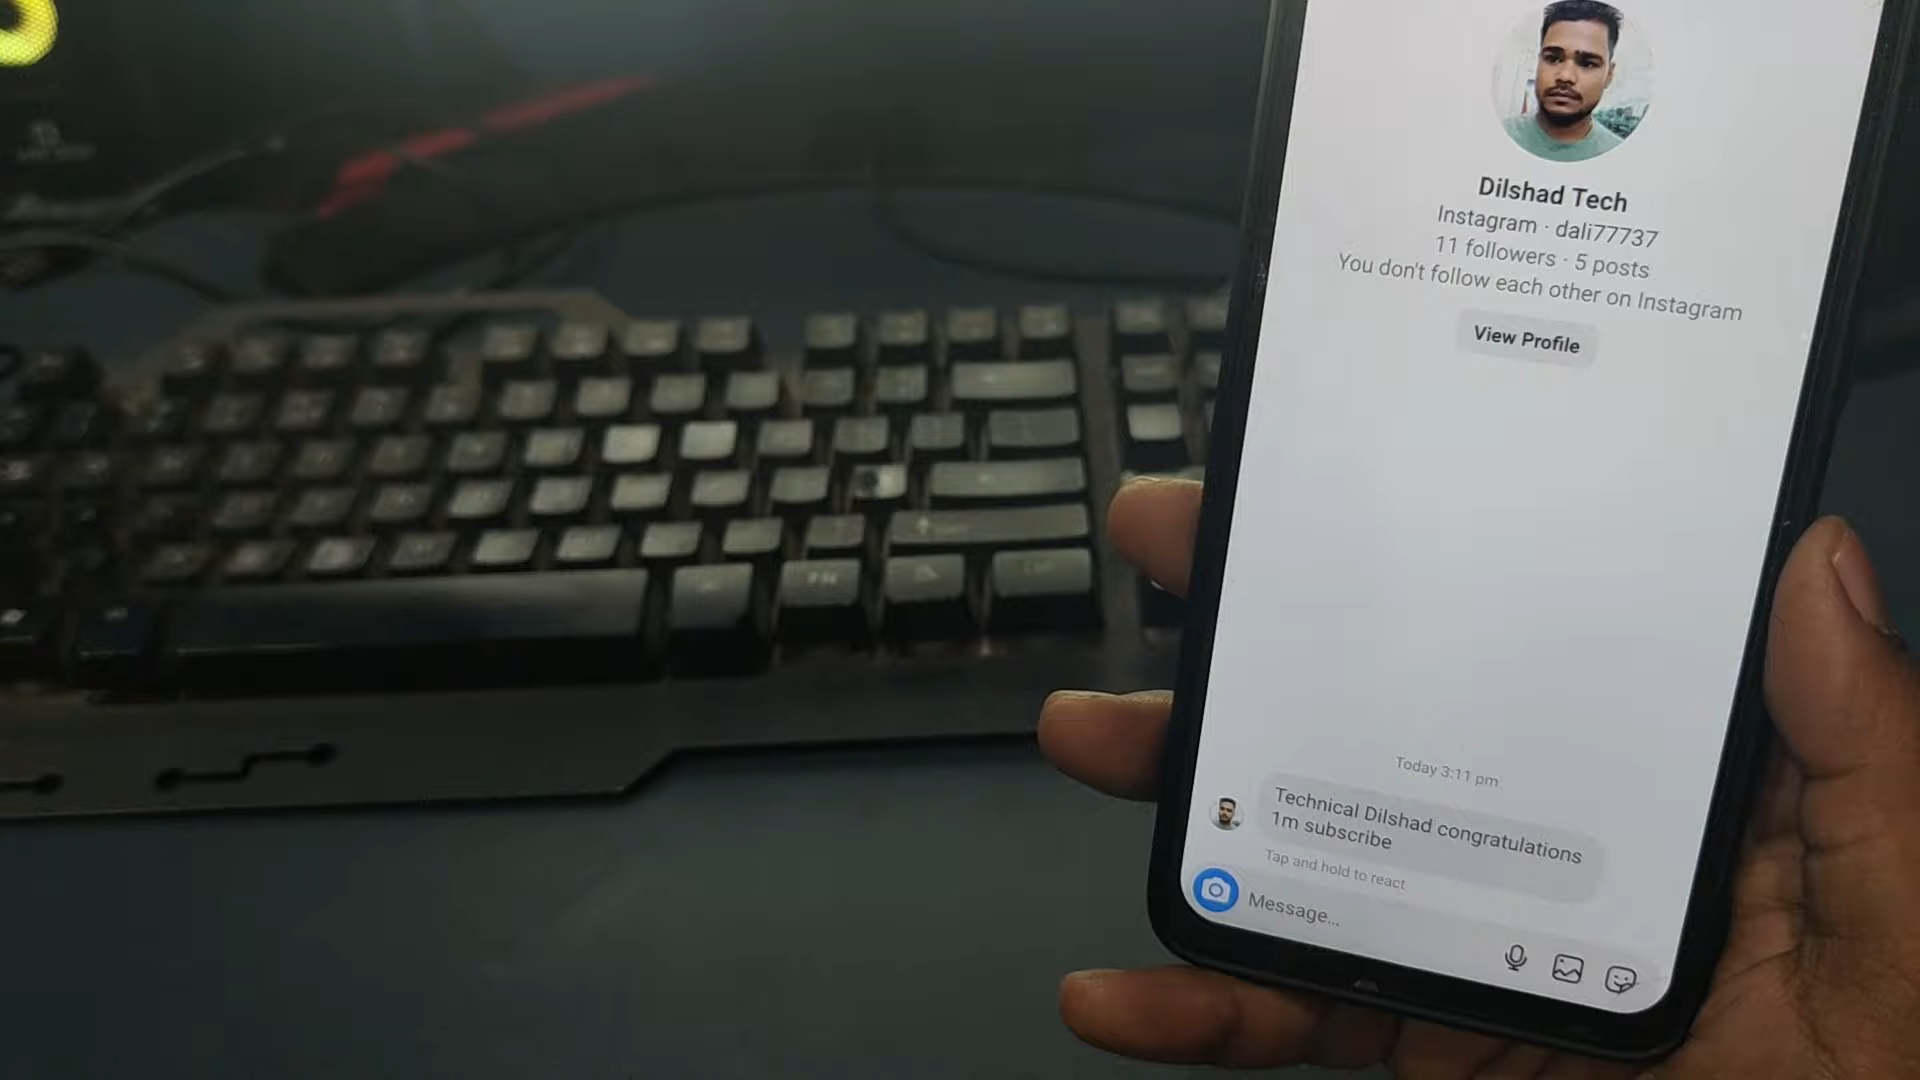 Dilshad Tech
Instagram · dali77737
11 followers · 5 posts
You don't follow each other on Instagram
View Profile
Today 3:11 pm
Technical Dilshad congratulations
1m subscribe
Tap and hold to react
Message...